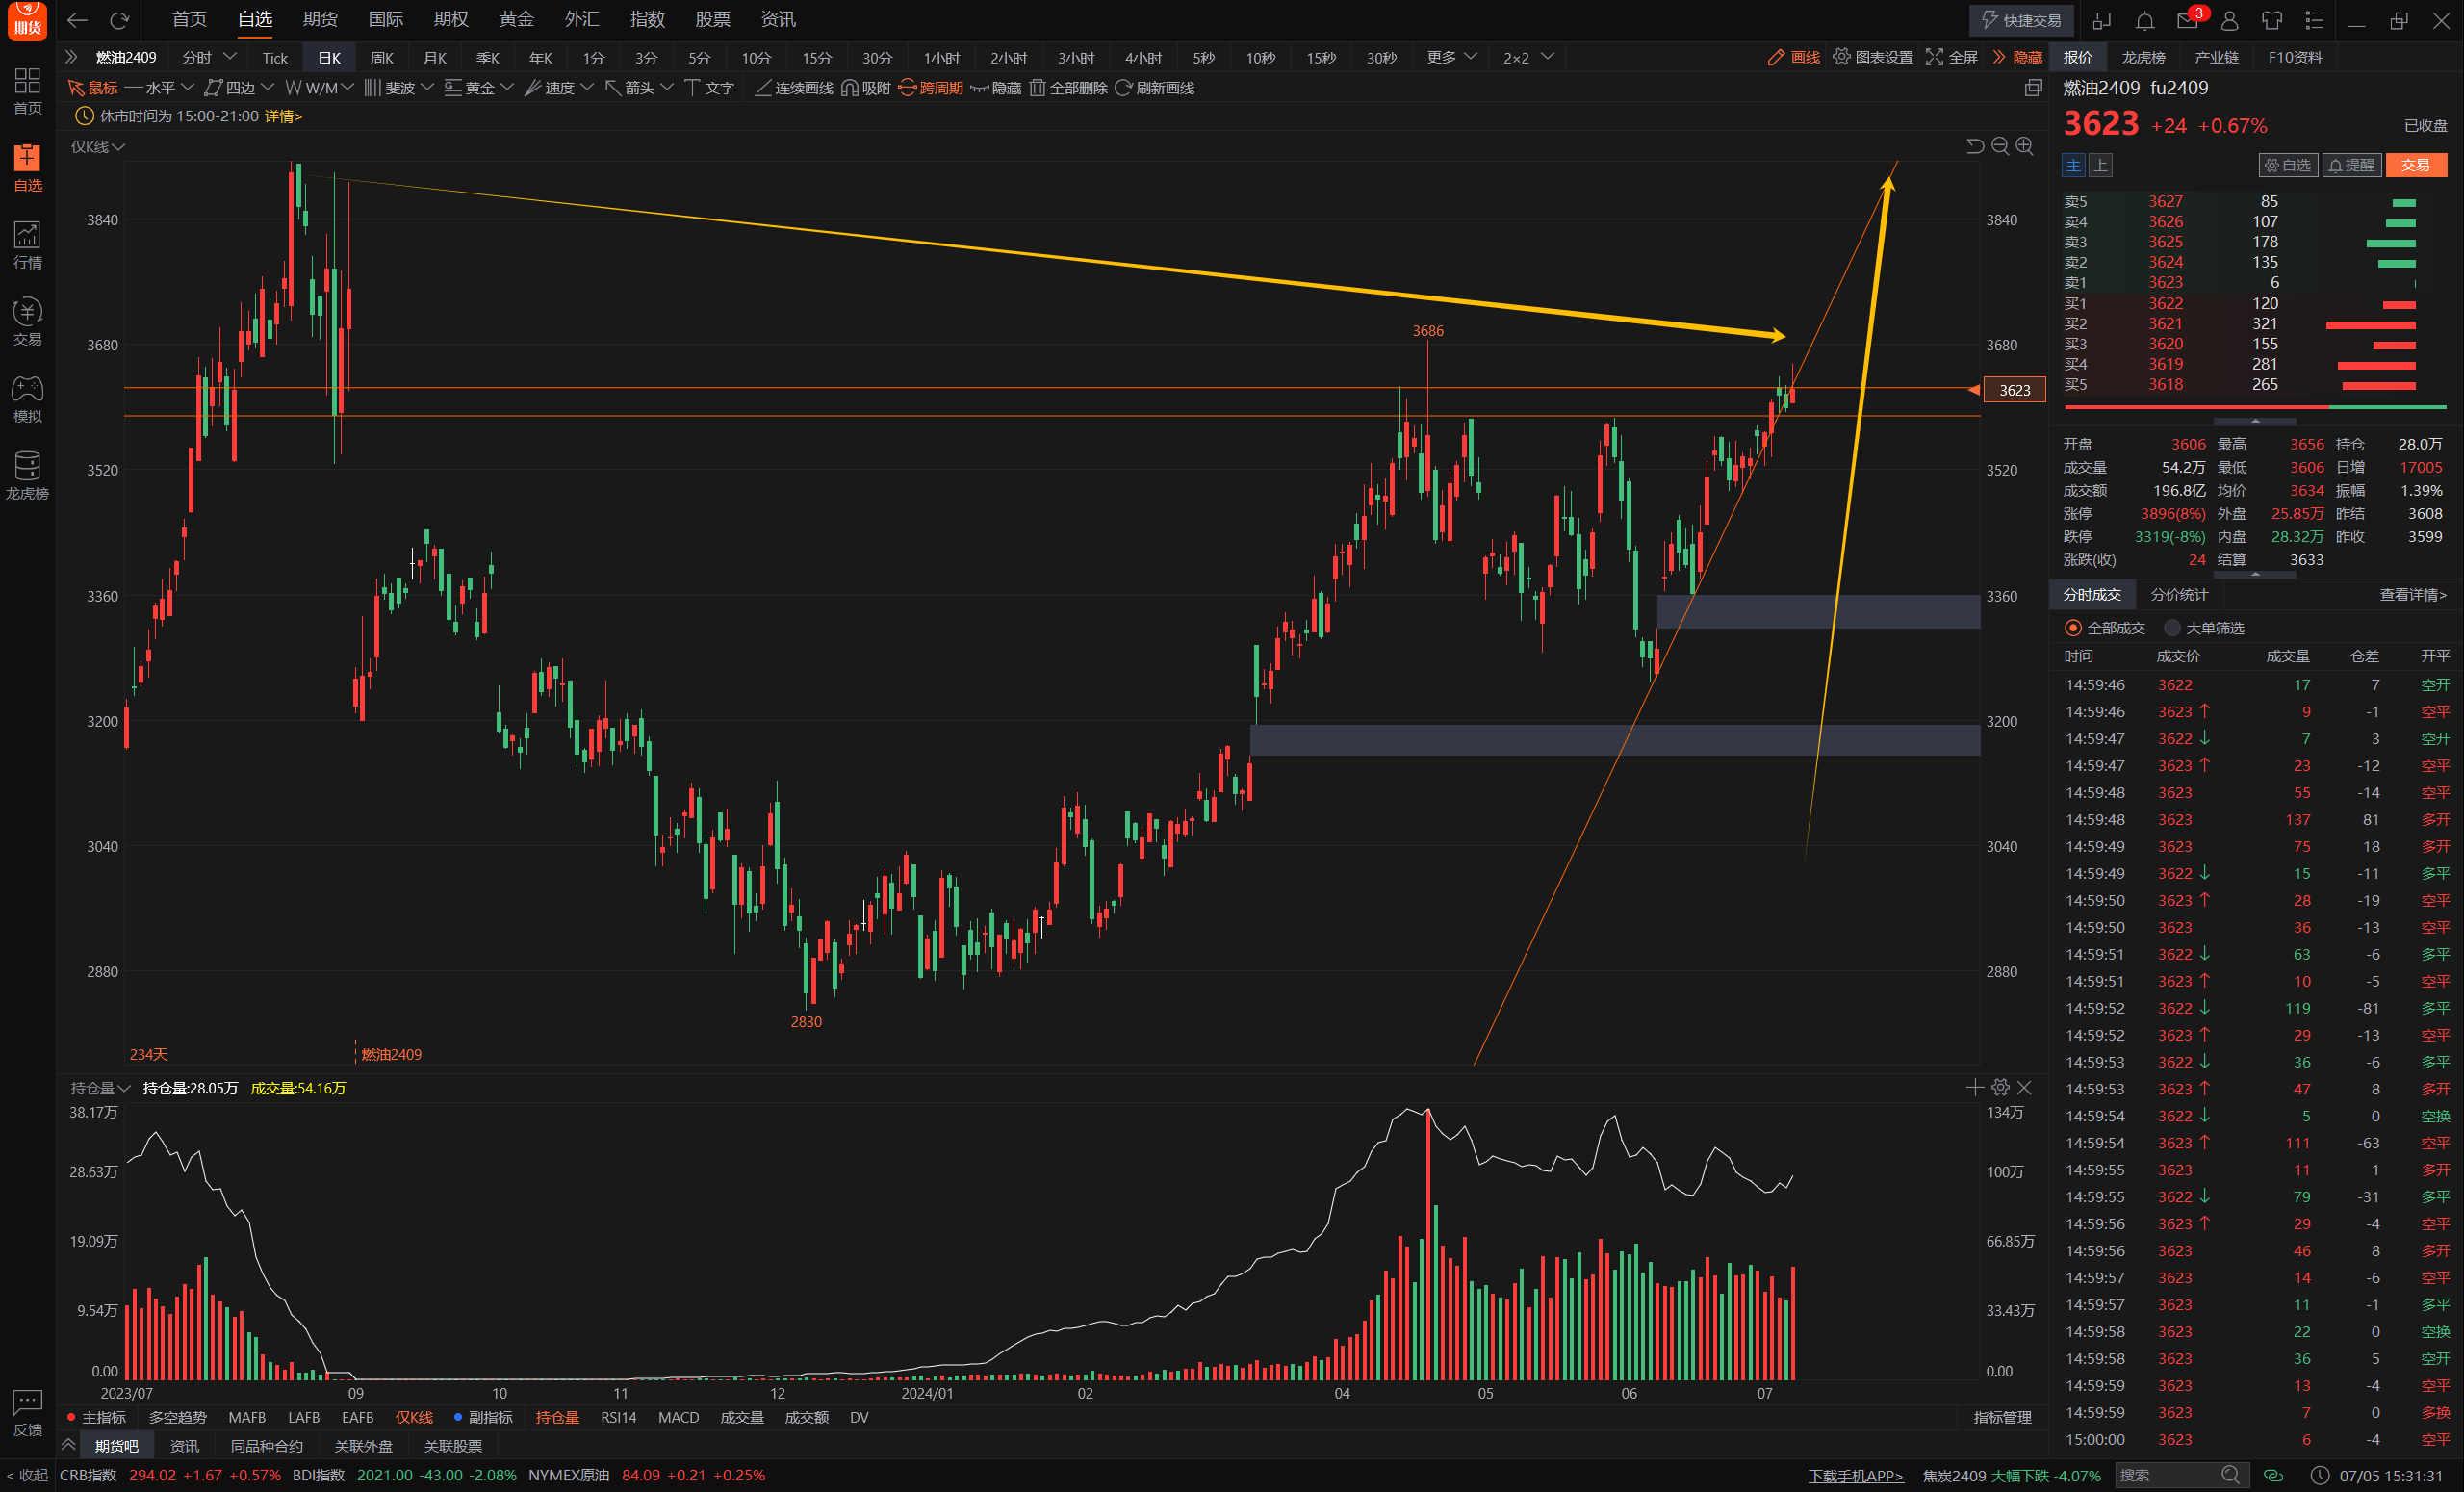 期货 首页 自选 期货 国际 期权 黄金 外汇 指数 股票 资讯 快捷交易 3
燃油2409 分时 Tick 日K 周K 月K 季K 年K 1分 3分 5分 10分 15分 30分 1小时 2小时 3小时 4小时 5秒 10秒 15秒 30秒 更多 2×2 画线 图表设置 全屏 隐藏
鼠标 水平 四边 W/M 斐波 黄金 速度 箭头 文字 连续画线 吸附 跨周期 隐藏 全部删除 刷新画线
休市时间为 15:00-21:00 详情>
仅K线
首页
自选
行情
交易
模拟
龙虎榜
反馈
< 收起
3840 3840
3686
3680 3680
3623
3520 3520
3360 3360
3200 3200
3040 3040
2880 2880
2830
234天 燃油2409
持仓量 持仓量:28.05万 成交量:54.16万
38.17万 134万
28.63万 100万
19.09万 66.85万
9.54万 33.43万
0.00 0.00
2023/07 09 10 11 12 2024/01 02 04 05 06 07
主指标 多空趋势 MAFB LAFB EAFB 仅K线 副指标 持仓量 RSI14 MACD 成交量 成交额 DV 指标管理
期货吧 资讯 同品种合约 关联外盘 关联股票
报价 龙虎榜 产业链 F10资料
燃油2409 fu2409
3623 +24 +0.67% 已收盘
主 上 自选 提醒 交易
卖5 3627 85
卖4 3626 107
卖3 3625 178
卖2 3624 135
卖1 3623 6
买1 3622 120
买2 3621 321
买3 3620 155
买4 3619 281
买5 3618 265
开盘 3606 最高 3656 持仓 28.0万
成交量 54.2万 最低 3606 日增 17005
成交额 196.8亿 均价 3634 振幅 1.39%
涨停 3896(8%) 外盘 25.85万 昨结 3608
跌停 3319(-8%) 内盘 28.32万 昨收 3599
涨跌(收) 24 结算 3633
分时成交 分价统计 查看详情>
全部成交 大单筛选
时间 成交价 成交量 仓差 开平
14:59:46 3622 17 7 空开
14:59:46 3623 ↑ 9 -1 空平
14:59:47 3622 ↓ 7 3 空开
14:59:47 3623 ↑ 23 -12 空平
14:59:48 3623 55 -14 空平
14:59:48 3623 137 81 多开
14:59:49 3623 75 18 多开
14:59:49 3622 ↓ 15 -11 多平
14:59:50 3623 ↑ 28 -19 空平
14:59:50 3623 36 -13 空平
14:59:51 3622 ↓ 63 -6 多平
14:59:51 3623 ↑ 10 -5 空平
14:59:52 3622 ↓ 119 -81 多平
14:59:52 3623 ↑ 29 -13 空平
14:59:53 3622 ↓ 36 -6 多平
14:59:53 3623 ↑ 47 8 多开
14:59:54 3622 ↓ 5 0 空换
14:59:54 3623 ↑ 111 -63 空平
14:59:55 3623 11 1 多开
14:59:55 3622 ↓ 79 -31 多平
14:59:56 3623 ↑ 29 -4 空平
14:59:56 3623 46 8 多开
14:59:57 3623 14 -6 空平
14:59:57 3623 11 -1 多平
14:59:58 3623 22 0 空换
14:59:58 3623 36 5 空开
14:59:59 3623 13 -4 空平
14:59:59 3623 7 0 多换
15:00:00 3623 6 -4 空平
CRB指数 294.02 +1.67 +0.57% BDI指数 2021.00 -43.00 -2.08% NYMEX原油 84.09 +0.21 +0.25% 下载手机APP> 焦炭2409 大幅下跌 -4.07% 搜索 07/05 15:31:31